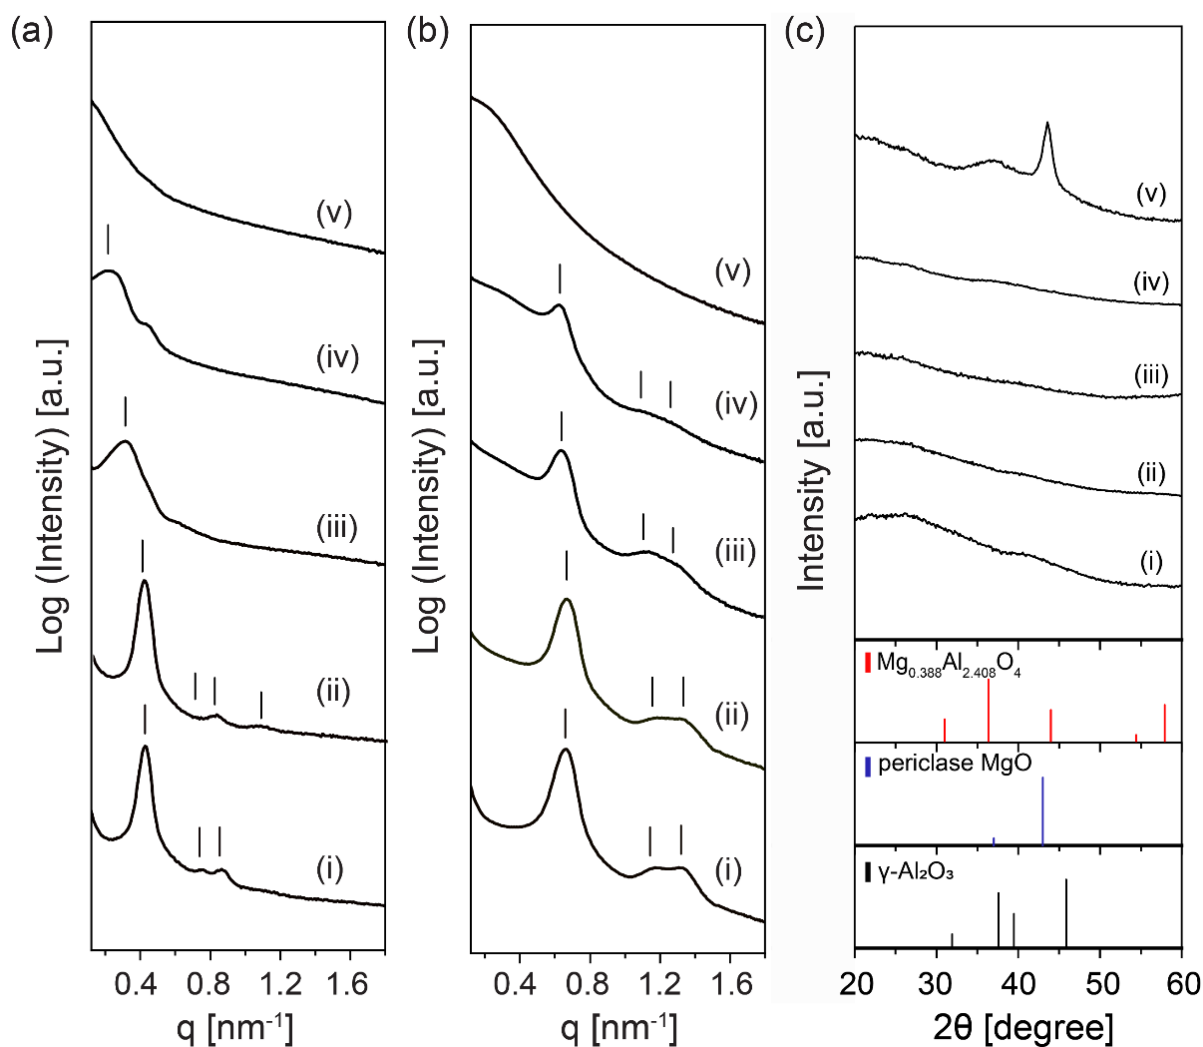 (a)
Log (Intensity) [a.u.]
(v)
(iv)
(iii)
(ii)
(i)
0.4 0.8 1.2 1.6
q [nm⁻¹]
(b)
Log (Intensity) [a.u.]
(v)
(iv)
(iii)
(ii)
(i)
0.4 0.8 1.2 1.6
q [nm⁻¹]
(c)
Intensity [a.u.]
(v)
(iv)
(iii)
(ii)
(i)
Mg₀.₃₈₈Al₂.₄₀₈O₄
periclase MgO
γ-Al₂O₃
20 30 40 50 60
2θ [degree]